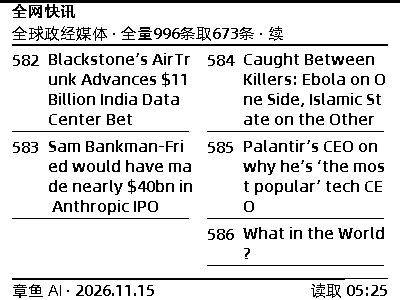 全网快讯
全球政经媒体 · 全量996条取673条 · 续
582 Blackstone’s AirTr
unk Advances $11
Billion India Data
Center Bet
583 Sam Bankman-Fri
ed would have ma
de nearly $40bn in
Anthropic IPO
584 Caught Between
Killers: Ebola on O
ne Side, Islamic St
ate on the Other
585 Palantir’s CEO on
why he’s ‘the mos
t popular’ tech CE
O
586 What in the World
?
章鱼 AI · 2026.11.15
读取 05:25